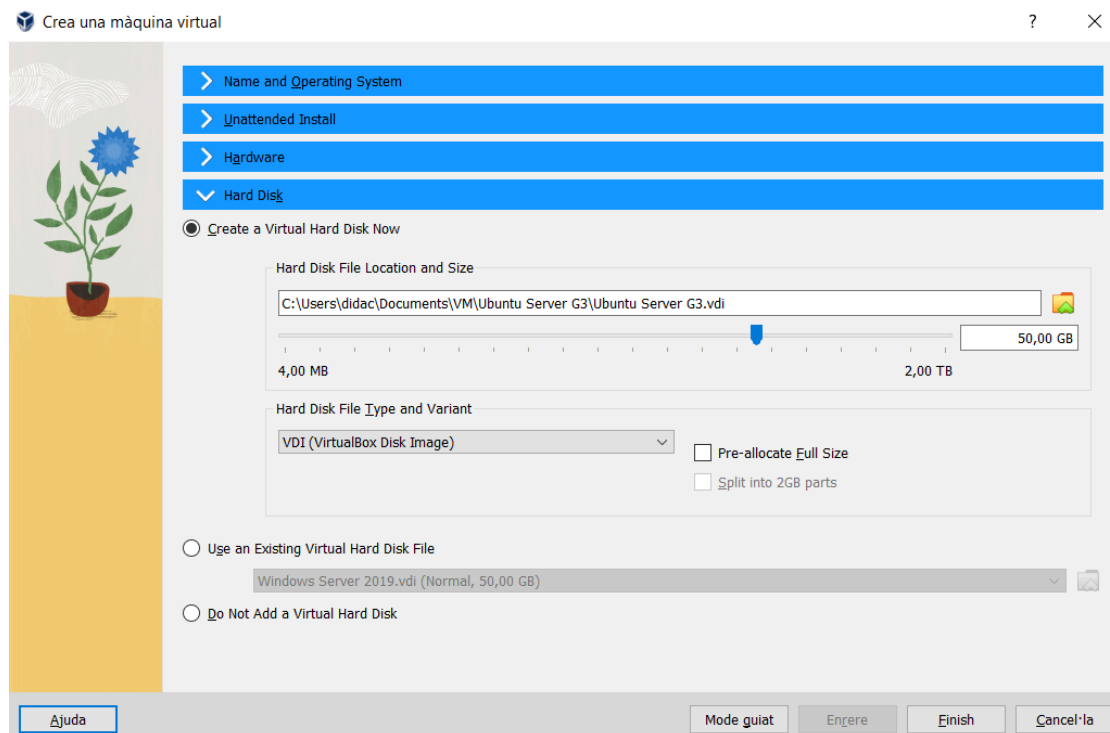 Crea una màquina virtual
Name and Operating System
Unattended Install
Hardware
Hard Disk
Create a Virtual Hard Disk Now
Hard Disk File Location and Size
C:\Users\didac\Documents\VM\Ubuntu Server G3\Ubuntu Server G3.vdi
50,00 GB
4,00 MB 2,00 TB
Hard Disk File Type and Variant
VDI (VirtualBox Disk Image)
Pre-allocate Full Size
Split into 2GB parts
Use an Existing Virtual Hard Disk File
Windows Server 2019.vdi (Normal, 50,00 GB)
Do Not Add a Virtual Hard Disk
Ajuda Mode guiat Enrere Finish Cancel·la